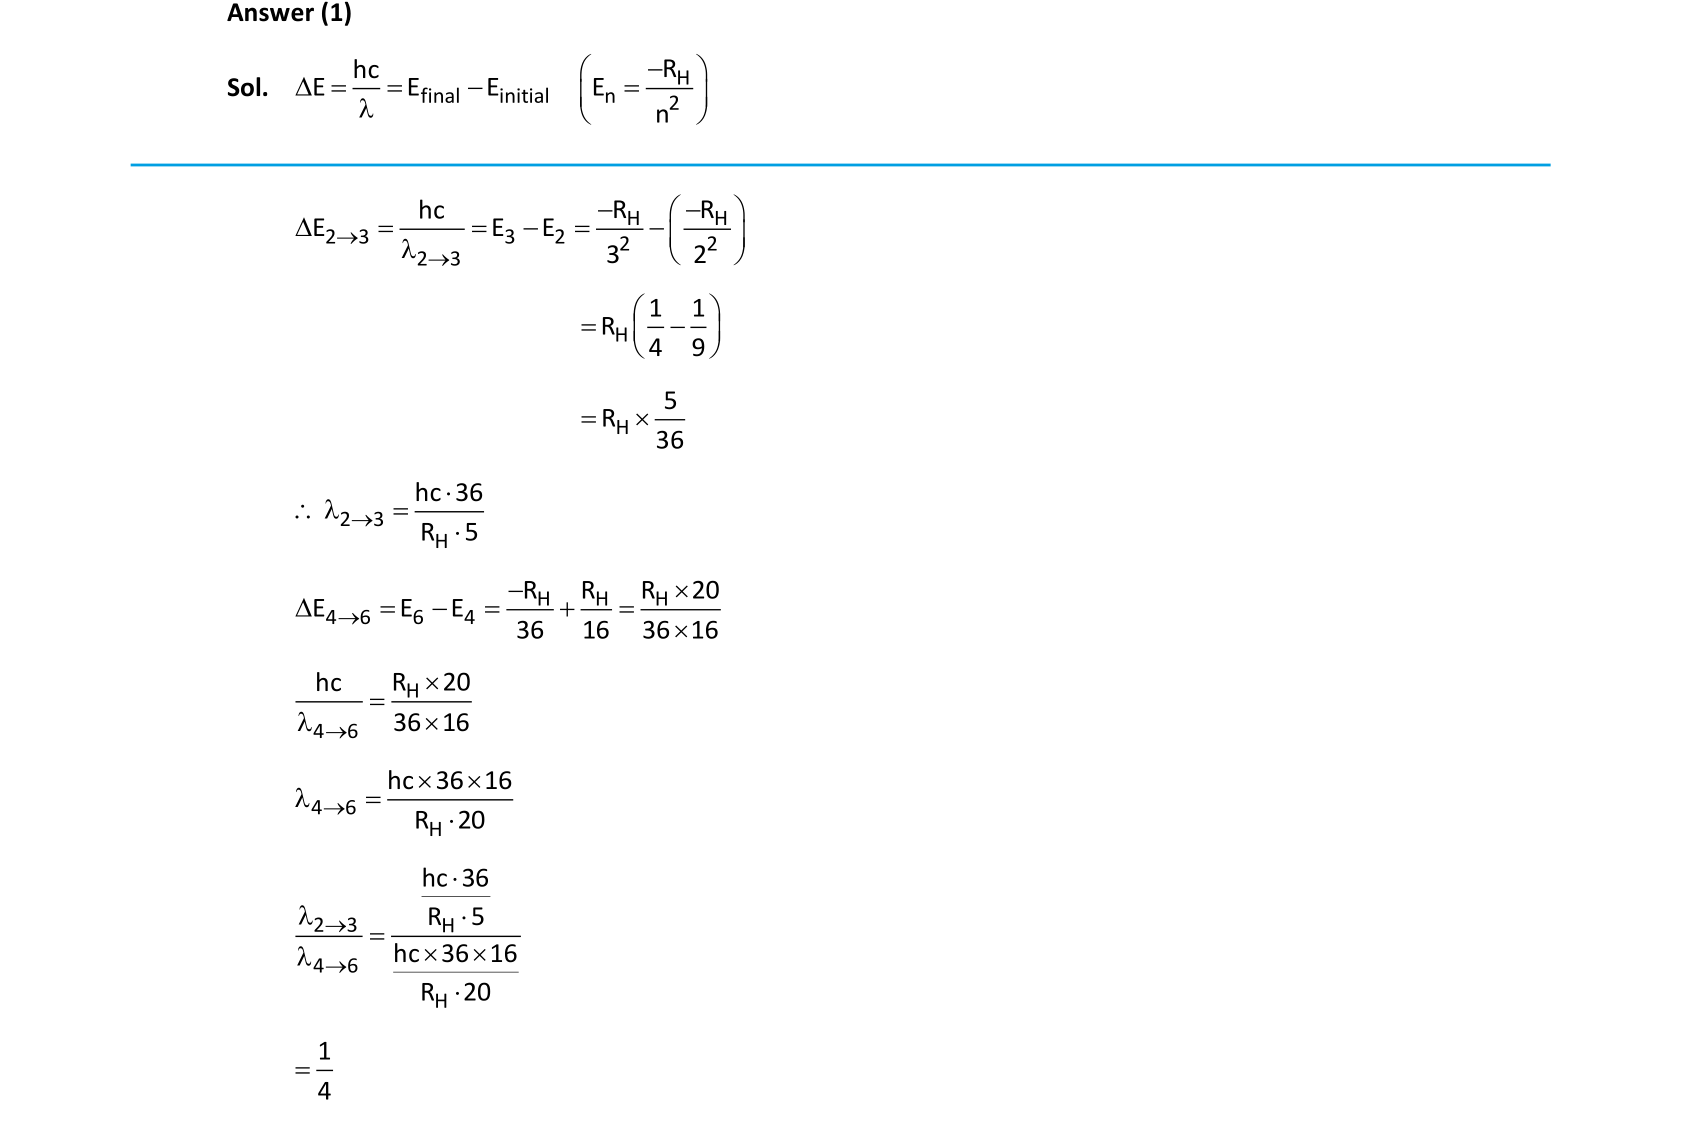 Answer (1)
Sol. ΔE = hc/λ = E_final − E_initial (E_n = −R_H/n²)
ΔE_2→3 = hc/λ_2→3 = E_3 − E_2 = −R_H/3² − (−R_H/2²)
= R_H (1/4 − 1/9)
= R_H × 5/36
∴ λ_2→3 = hc·36/R_H·5
ΔE_4→6 = E_6 − E_4 = −R_H/36 + R_H/16 = R_H × 20/36 × 16
hc/λ_4→6 = R_H × 20/36 × 16
λ_4→6 = hc × 36 × 16/R_H·20
λ_2→3/λ_4→6 = (hc·36/R_H·5)/(hc × 36 × 16/R_H·20)
= 1/4